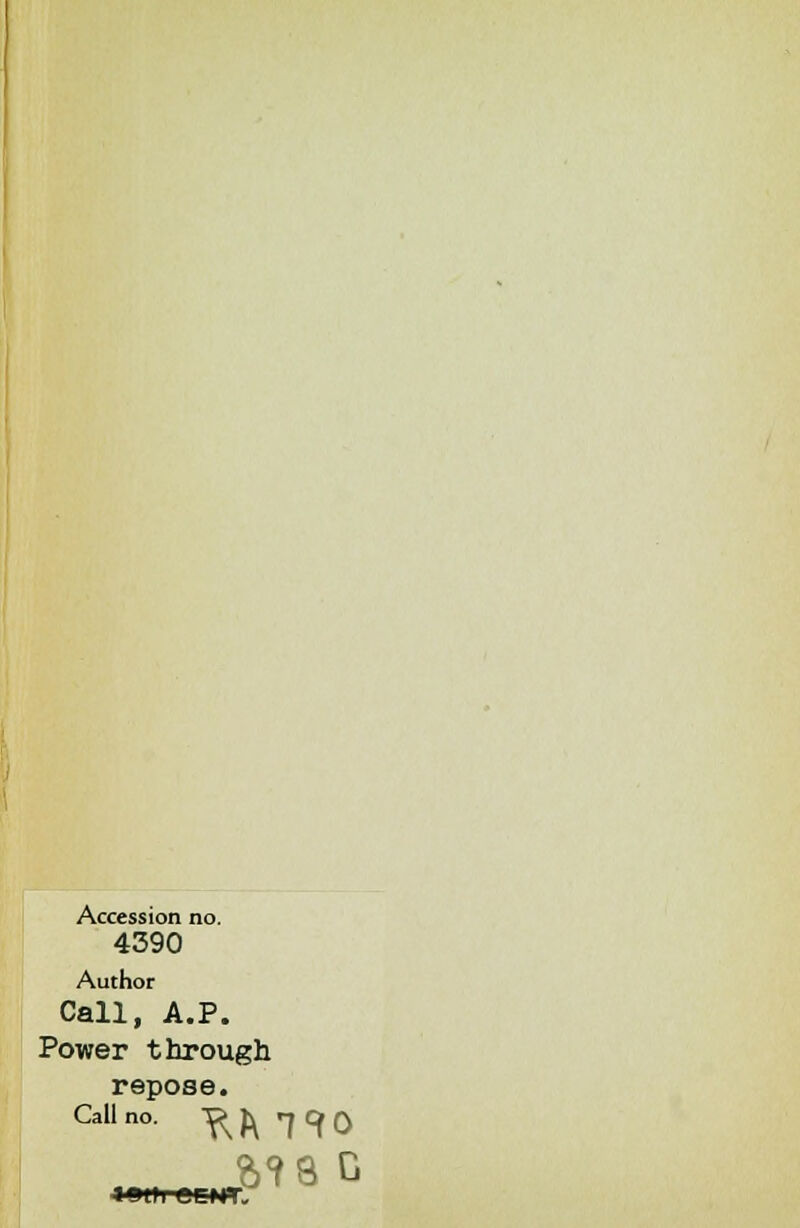 Accession no.
4390
Author
Call, A.P.
Power through
repose.
Call no. RA 790
898 C
19th CENT.